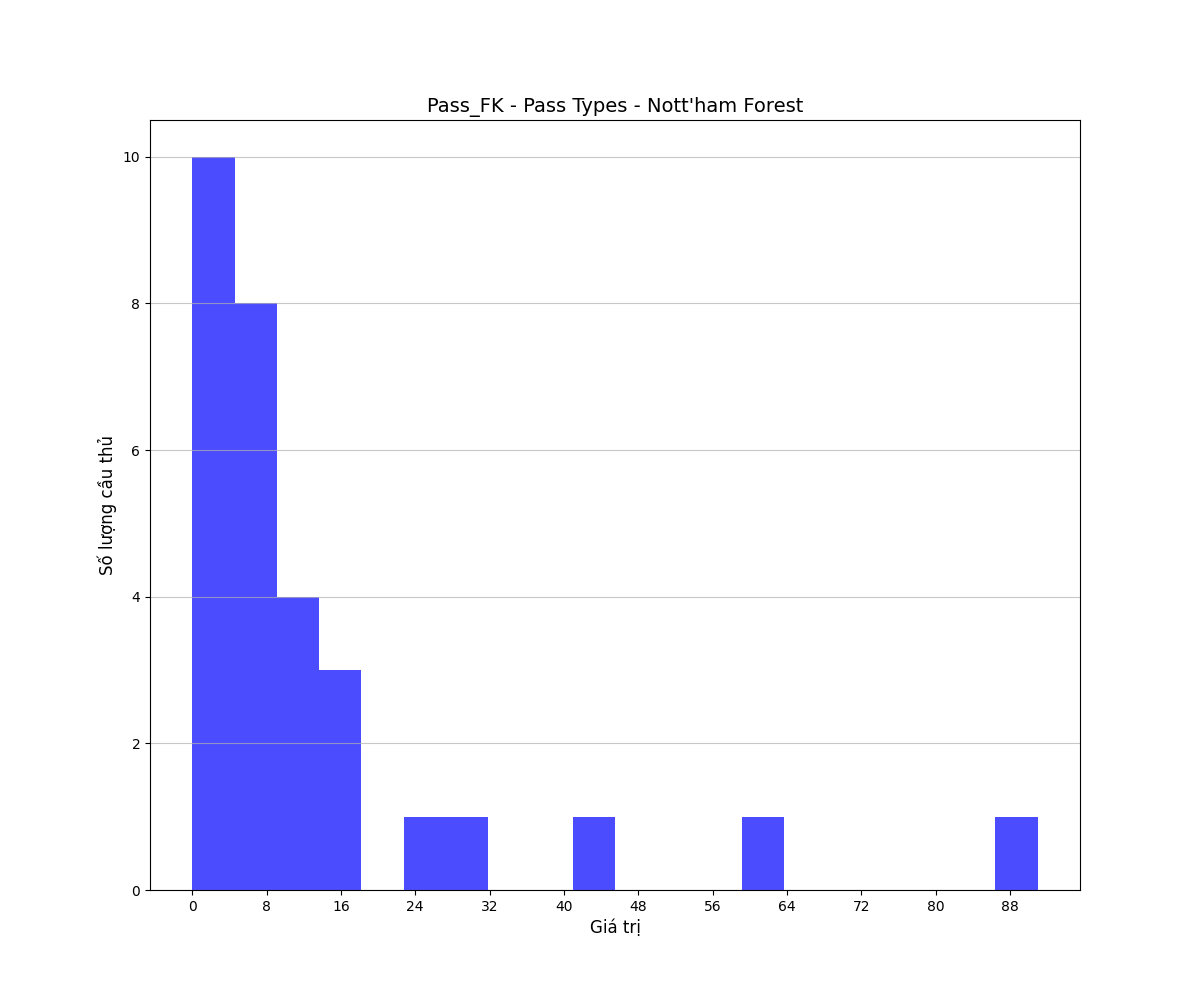 Pass_FK - Pass Types - Nott'ham Forest
10
8
6
4
2
0
Số lượng cầu thủ
0 8 16 24 32 40 48 56 64 72 80 88
Giá trị